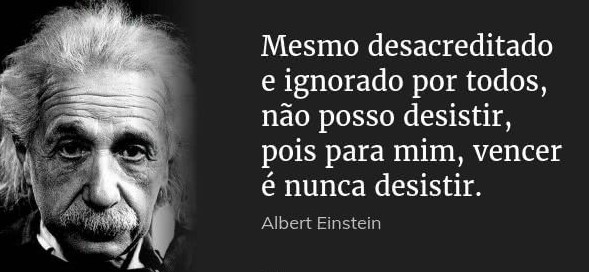 Mesmo desacreditado
e ignorado por todos,
não posso desistir,
pois para mim, vencer
é nunca desistir.
Albert Einstein